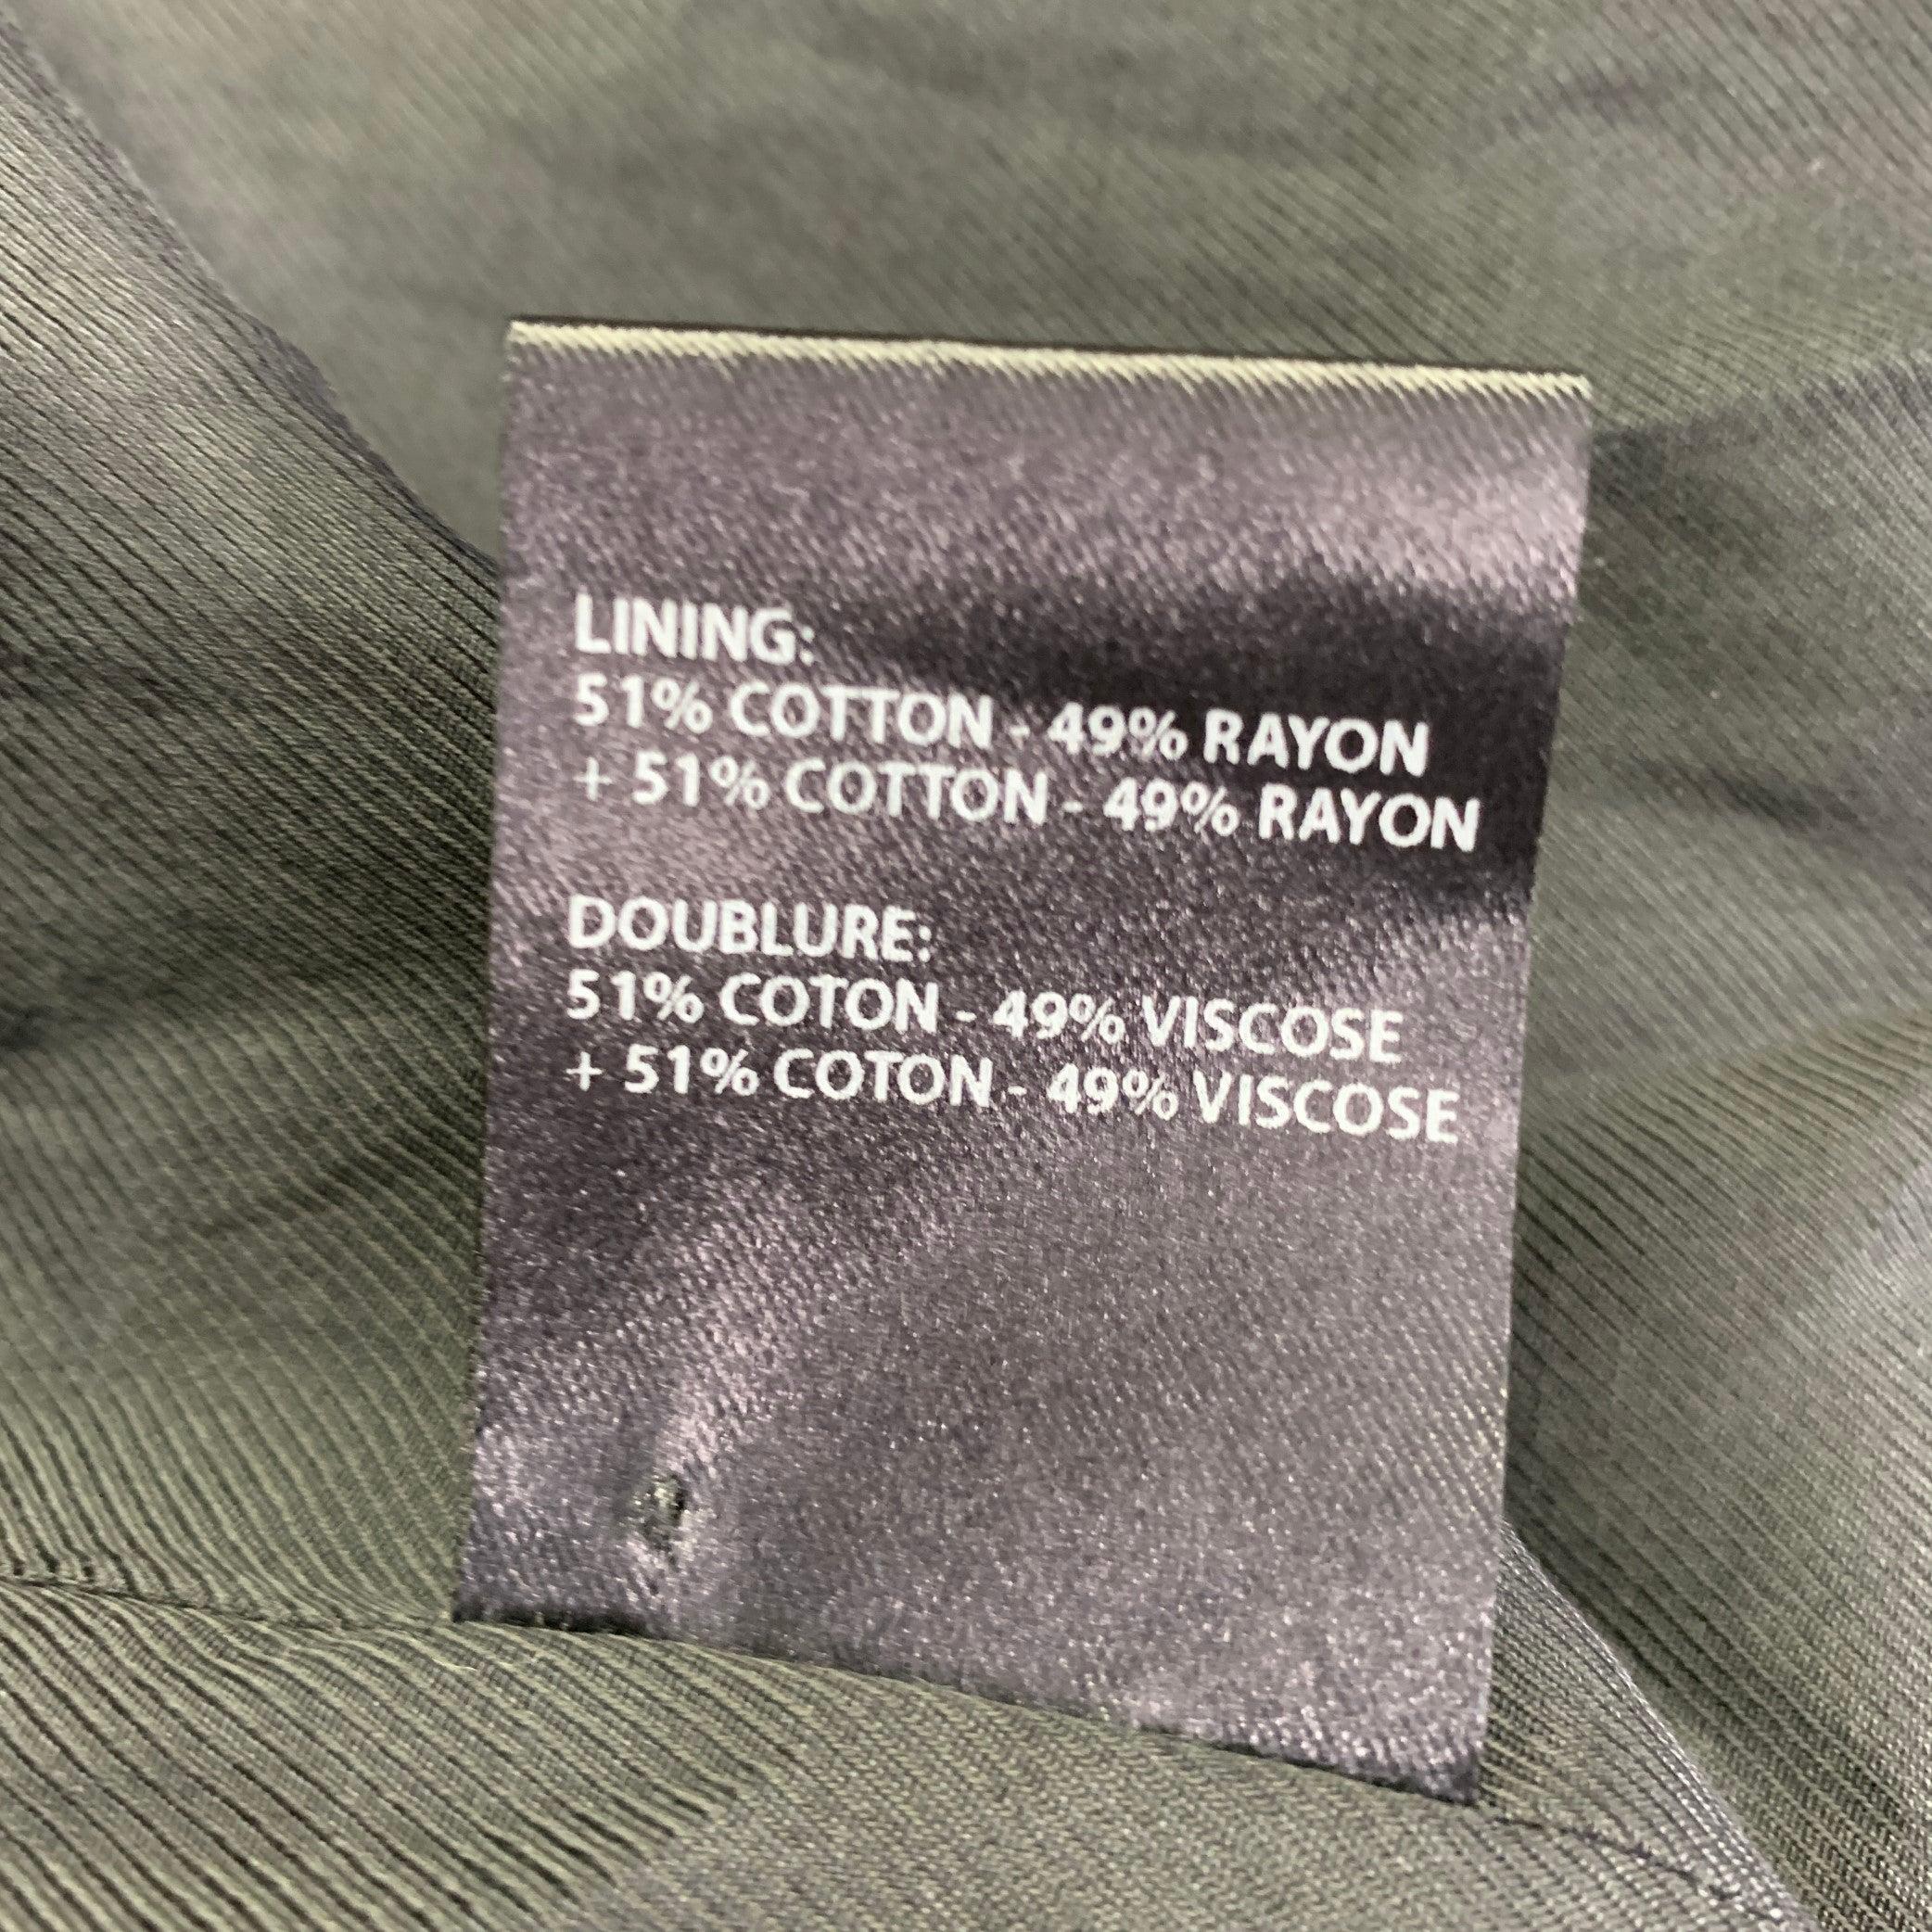 LINING:
51% COTTON - 49% RAYON
+ 51% COTTON - 49% RAYON
DOUBLURE:
51% COTON - 49% VISCOSE
+ 51% COTON - 49% VISCOSE